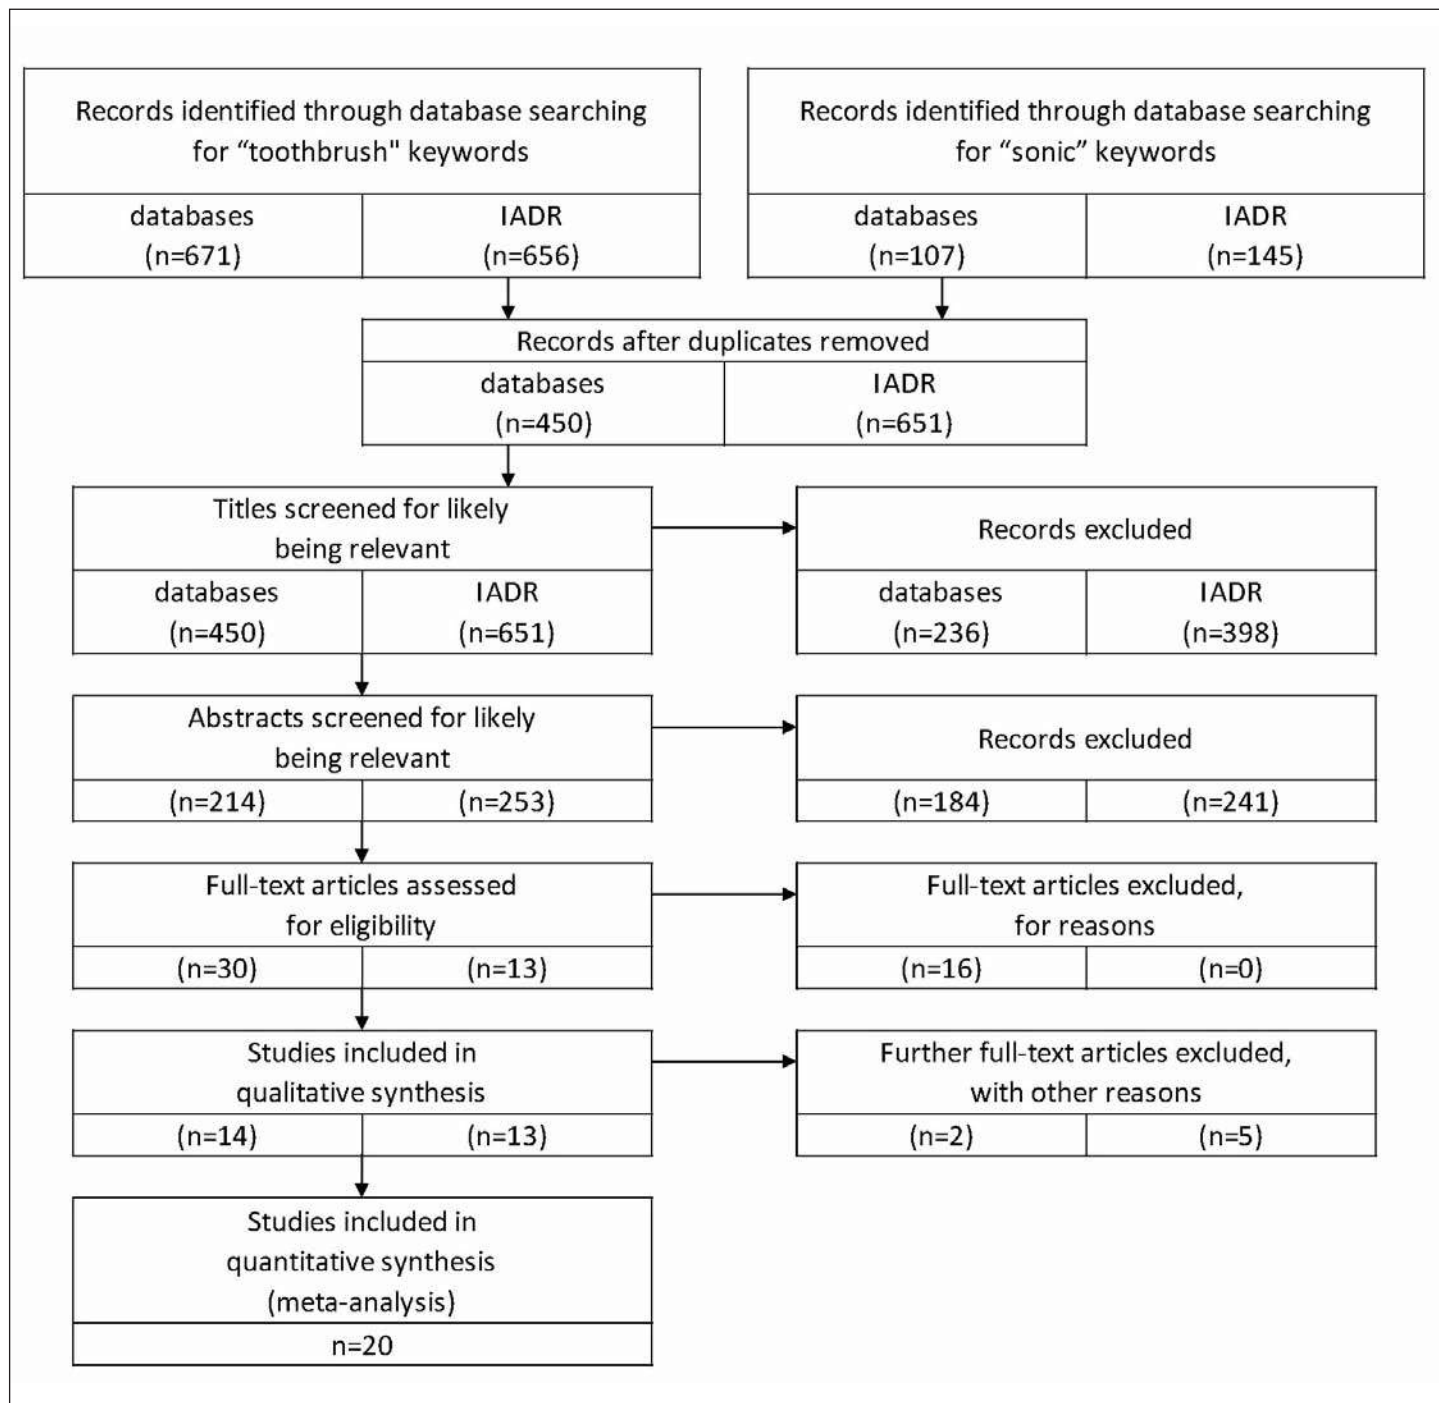 Records identified through database searching
for “toothbrush" keywords
databases
(n=671)
IADR
(n=656)
Records identified through database searching
for “sonic” keywords
databases
(n=107)
IADR
(n=145)
Records after duplicates removed
databases
(n=450)
IADR
(n=651)
Titles screened for likely
being relevant
databases
(n=450)
IADR
(n=651)
Records excluded
databases
(n=236)
IADR
(n=398)
Abstracts screened for likely
being relevant
(n=214)
(n=253)
Records excluded
(n=184)
(n=241)
Full-text articles assessed
for eligibility
(n=30)
(n=13)
Full-text articles excluded,
for reasons
(n=16)
(n=0)
Studies included in
qualitative synthesis
(n=14)
(n=13)
Further full-text articles excluded,
with other reasons
(n=2)
(n=5)
Studies included in
quantitative synthesis
(meta-analysis)
n=20